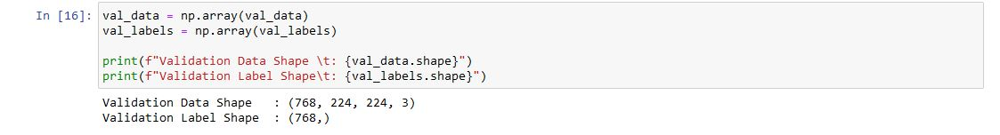 In [16]: val_data = np.array(val_data)
val_labels = np.array(val_labels)
print(f"Validation Data Shape \t: {val_data.shape}")
print(f"Validation Label Shape\t: {val_labels.shape}")
Validation Data Shape   : (768, 224, 224, 3)
Validation Label Shape  : (768,)